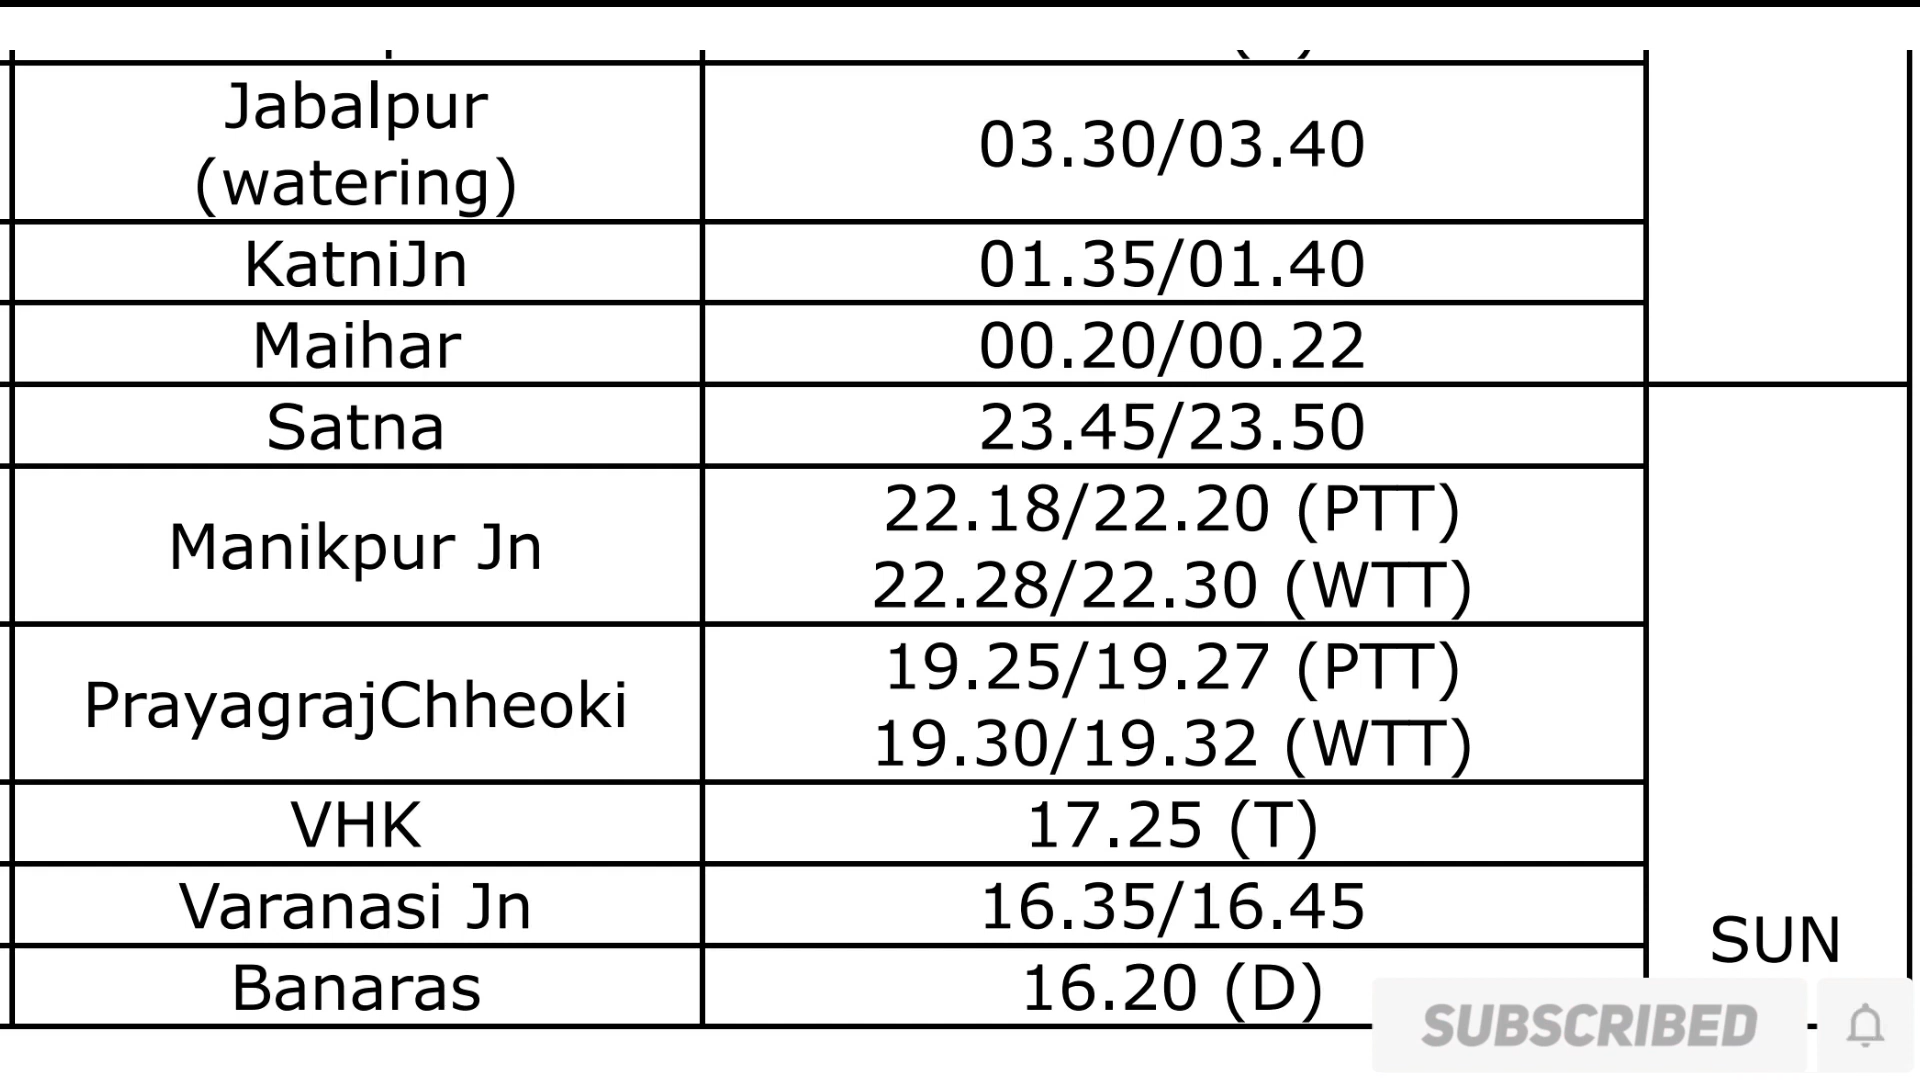 Jabalpur
(watering)
03.30/03.40
KatniJn
01.35/01.40
Maihar
00.20/00.22
Satna
23.45/23.50
Manikpur Jn
22.18/22.20 (PTT)
22.28/22.30 (WTT)
PrayagrajChheoki
19.25/19.27 (PTT)
19.30/19.32 (WTT)
VHK
17.25 (T)
Varanasi Jn
16.35/16.45
SUN
Banaras
16.20 (D)
SUBSCRIBED